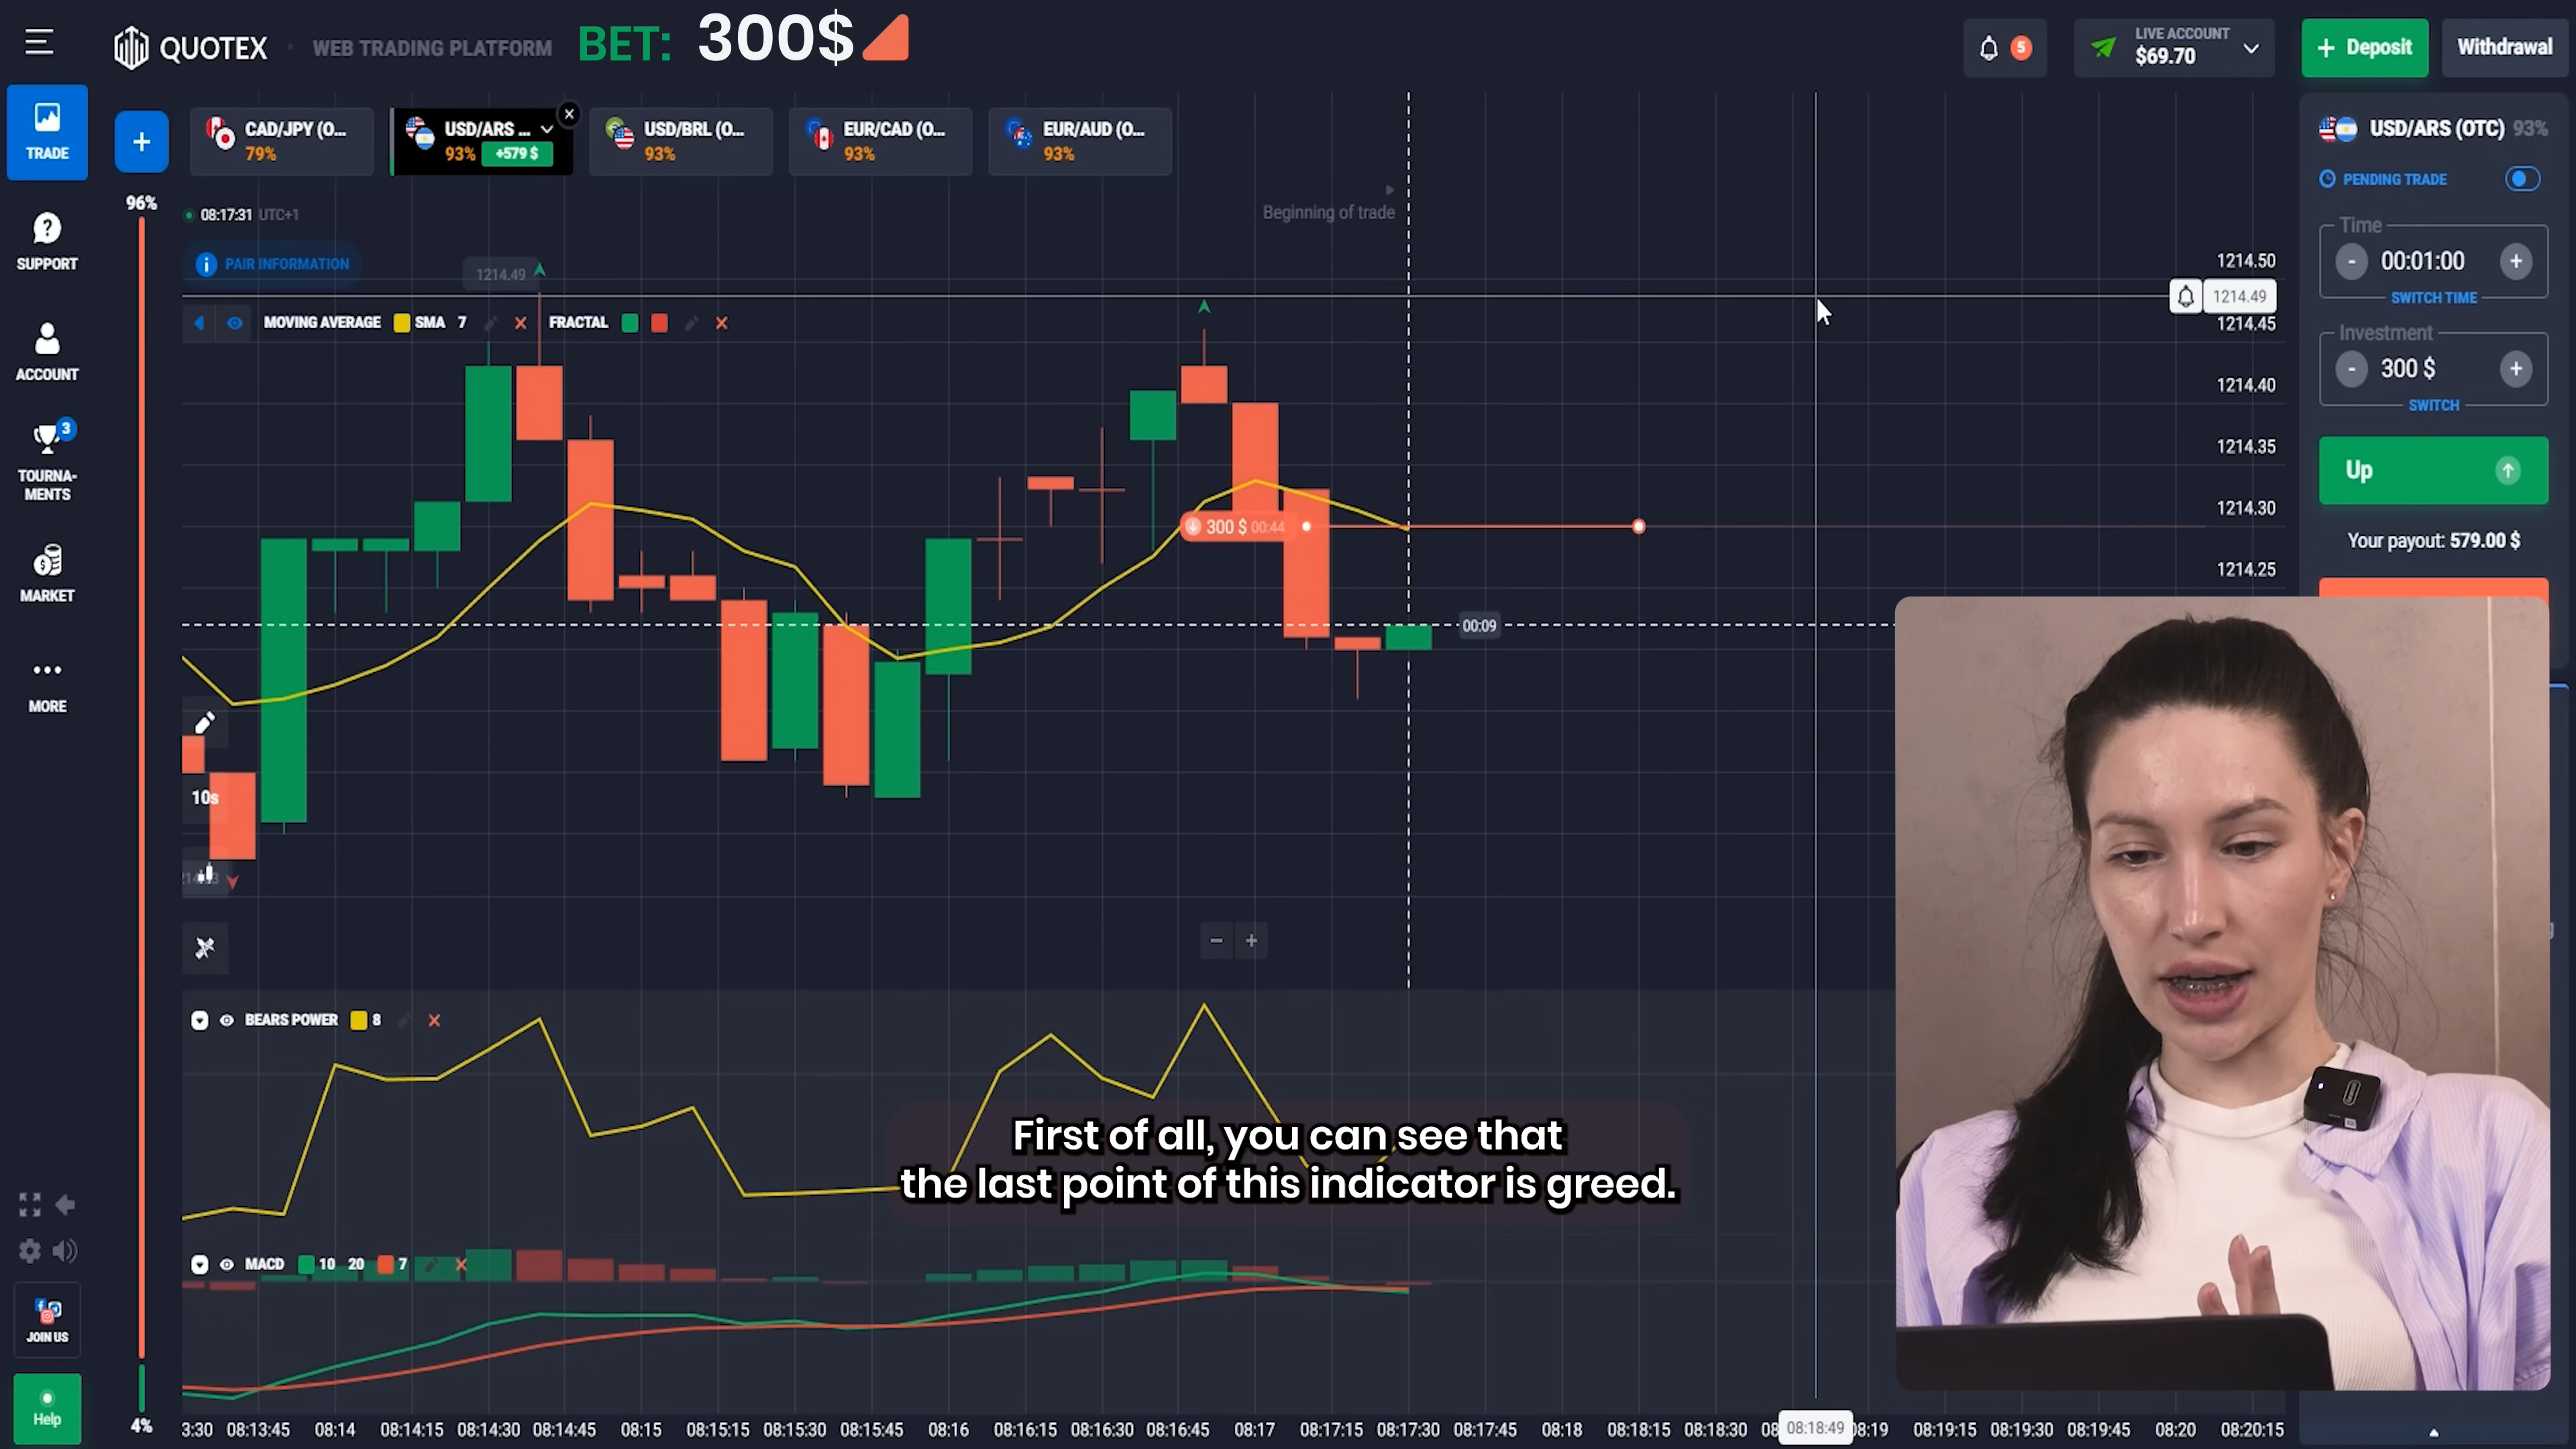 QUOTEX
WEB TRADING PLATFORM
BET: 300$
5
LIVE ACCOUNT
$69.70
+ Deposit
Withdrawal
TRADE
SUPPORT
ACCOUNT
3
TOURNA-
MENTS
MARKET
MORE
JOIN US
Help
+
CAD/JPY (O...
79%
USD/ARS ...
93% +579 $
USD/BRL (O...
93%
EUR/CAD (O...
93%
EUR/AUD (O...
93%
96%
4%
08:17:31 UTC+1
Beginning of trade
PAIR INFORMATION
1214.49
MOVING AVERAGE SMA 7
FRACTAL
300 $ 00:44
00:09
10s
1214.50
1214.49
1214.45
1214.40
1214.35
1214.30
1214.25
USD/ARS (OTC) 93%
PENDING TRADE
Time
- 00:01:00 +
SWITCH TIME
Investment
- 300 $ +
SWITCH
Up
Your payout: 579.00 $
BEARS POWER 8
First of all, you can see that
the last point of this indicator is greed.
MACD 10 20 7
3:30 08:13:45 08:14 08:14:15 08:14:30 08:14:45 08:15 08:15:15 08:15:30 08:15:45 08:16 08:16:15 08:16:30 08:16:45 08:17 08:17:15 08:17:30 08:17:45 08:18 08:18:15 08:18:30 08:18:49 08:19 08:19:15 08:19:30 08:19:45 08:20 08:20:15